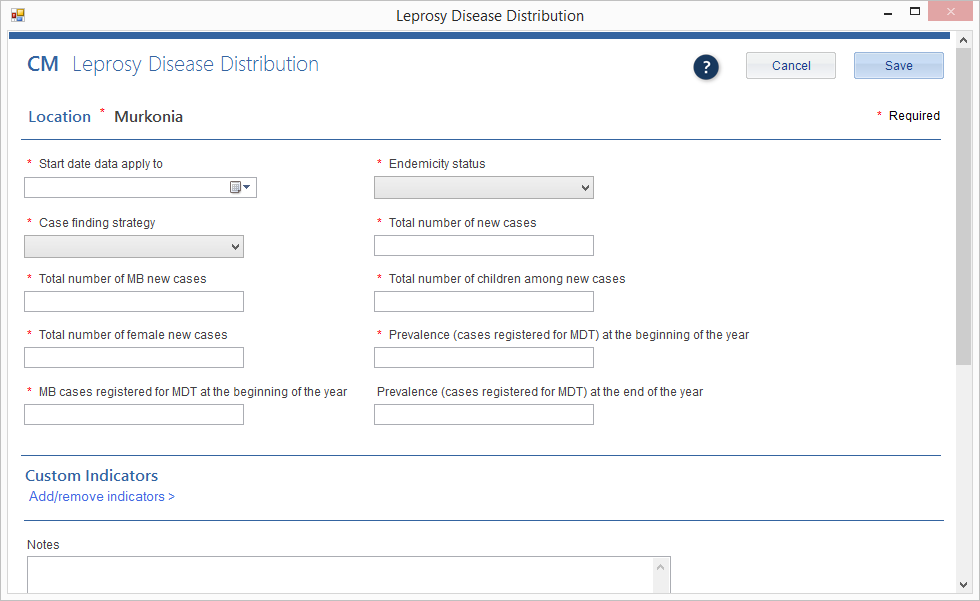 Leprosy Disease Distribution
CM Leprosy Disease Distribution
? Cancel Save
Location * Murkonia * Required
* Start date data apply to * Endemicity status
* Case finding strategy * Total number of new cases
* Total number of MB new cases * Total number of children among new cases
* Total number of female new cases * Prevalence (cases registered for MDT) at the beginning of the year
* MB cases registered for MDT at the beginning of the year Prevalence (cases registered for MDT) at the end of the year
Custom Indicators
Add/remove indicators >
Notes